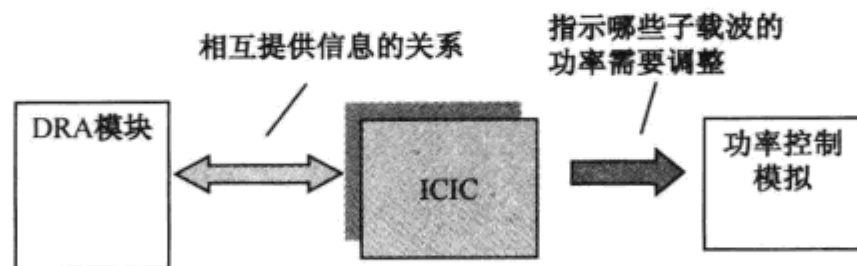 相互提供信息的关系
指示哪些子载波的
功率需要调整
DRA模块
ICIC
功率控制
模拟